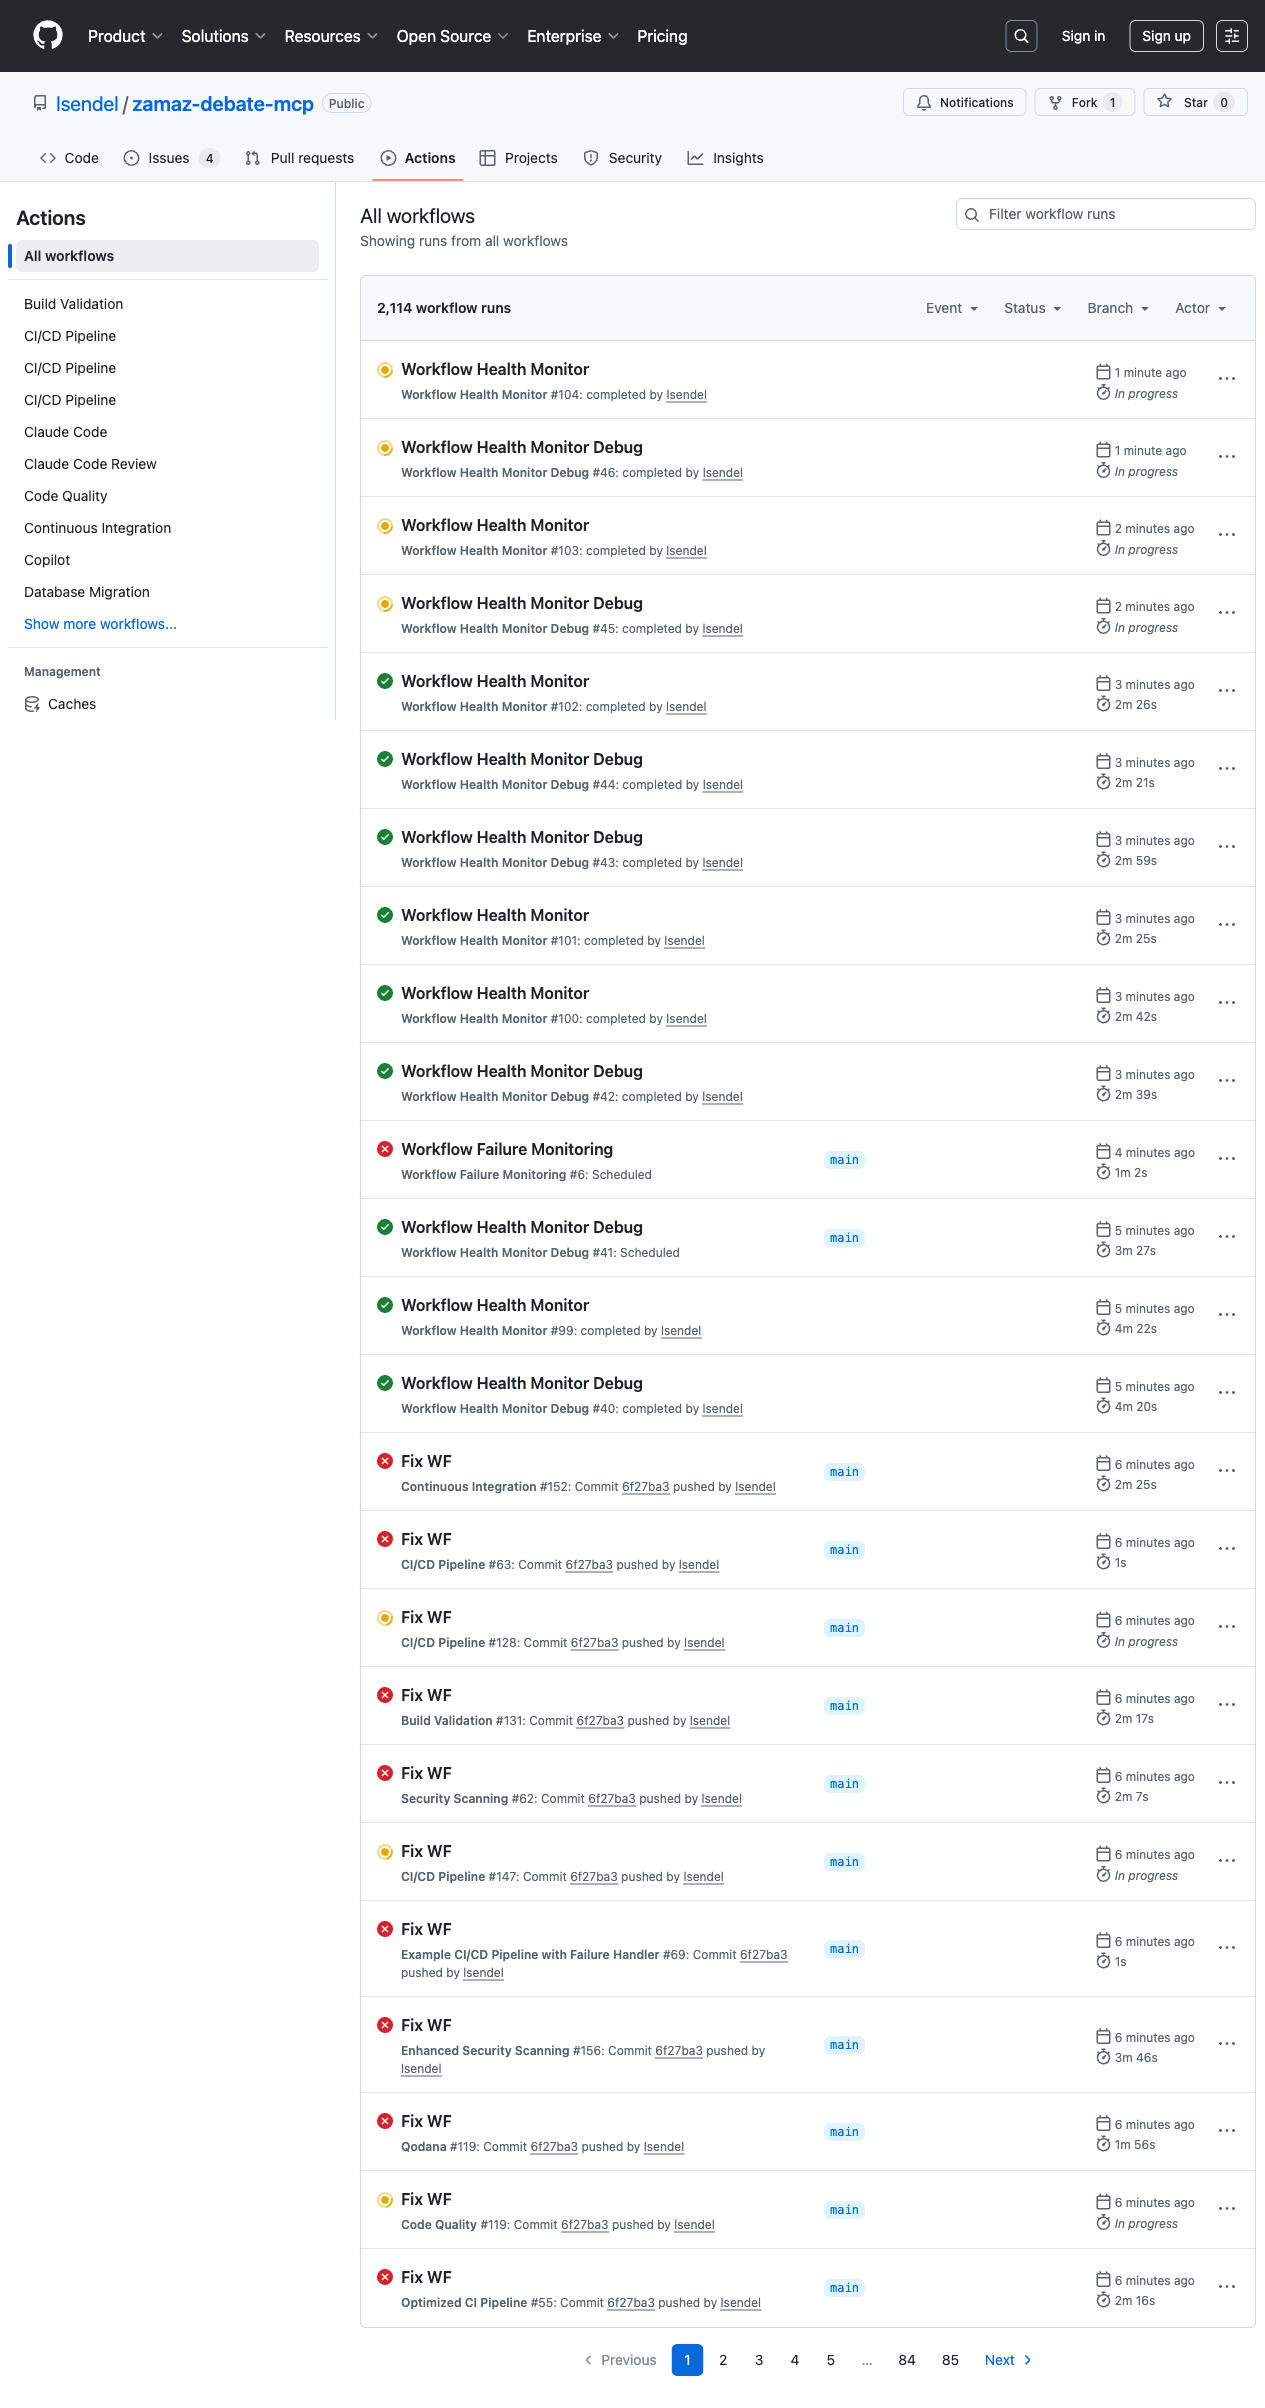 Product
Solutions
Resources
Open Source
Enterprise
Pricing
Sign in
Sign up
lsendel / zamaz-debate-mcp Public
Notifications
Fork 1
Star 0
Code
Issues 4
Pull requests
Actions
Projects
Security
Insights
Actions
All workflows
Build Validation
CI/CD Pipeline
CI/CD Pipeline
CI/CD Pipeline
Claude Code
Claude Code Review
Code Quality
Continuous Integration
Copilot
Database Migration
Show more workflows...
Management
Caches
All workflows
Showing runs from all workflows
Filter workflow runs
2,114 workflow runs
Event
Status
Branch
Actor
Workflow Health Monitor
Workflow Health Monitor #104: completed by lsendel
1 minute ago
In progress
Workflow Health Monitor Debug
Workflow Health Monitor Debug #46: completed by lsendel
1 minute ago
In progress
Workflow Health Monitor
Workflow Health Monitor #103: completed by lsendel
2 minutes ago
In progress
Workflow Health Monitor Debug
Workflow Health Monitor Debug #45: completed by lsendel
2 minutes ago
In progress
Workflow Health Monitor
Workflow Health Monitor #102: completed by lsendel
3 minutes ago
2m 26s
Workflow Health Monitor Debug
Workflow Health Monitor Debug #44: completed by lsendel
3 minutes ago
2m 21s
Workflow Health Monitor Debug
Workflow Health Monitor Debug #43: completed by lsendel
3 minutes ago
2m 59s
Workflow Health Monitor
Workflow Health Monitor #101: completed by lsendel
3 minutes ago
2m 25s
Workflow Health Monitor
Workflow Health Monitor #100: completed by lsendel
3 minutes ago
2m 42s
Workflow Health Monitor Debug
Workflow Health Monitor Debug #42: completed by lsendel
3 minutes ago
2m 39s
Workflow Failure Monitoring
Workflow Failure Monitoring #6: Scheduled
main
4 minutes ago
1m 2s
Workflow Health Monitor Debug
Workflow Health Monitor Debug #41: Scheduled
main
5 minutes ago
3m 27s
Workflow Health Monitor
Workflow Health Monitor #99: completed by lsendel
5 minutes ago
4m 22s
Workflow Health Monitor Debug
Workflow Health Monitor Debug #40: completed by lsendel
5 minutes ago
4m 20s
Fix WF
Continuous Integration #152: Commit 6f27ba3 pushed by lsendel
main
6 minutes ago
2m 25s
Fix WF
CI/CD Pipeline #63: Commit 6f27ba3 pushed by lsendel
main
6 minutes ago
1s
Fix WF
CI/CD Pipeline #128: Commit 6f27ba3 pushed by lsendel
main
6 minutes ago
In progress
Fix WF
Build Validation #131: Commit 6f27ba3 pushed by lsendel
main
6 minutes ago
2m 17s
Fix WF
Security Scanning #62: Commit 6f27ba3 pushed by lsendel
main
6 minutes ago
2m 7s
Fix WF
CI/CD Pipeline #147: Commit 6f27ba3 pushed by lsendel
main
6 minutes ago
In progress
Fix WF
Example CI/CD Pipeline with Failure Handler #69: Commit 6f27ba3
pushed by lsendel
main
6 minutes ago
1s
Fix WF
Enhanced Security Scanning #156: Commit 6f27ba3 pushed by
lsendel
main
6 minutes ago
3m 46s
Fix WF
Qodana #119: Commit 6f27ba3 pushed by lsendel
main
6 minutes ago
1m 56s
Fix WF
Code Quality #119: Commit 6f27ba3 pushed by lsendel
main
6 minutes ago
In progress
Fix WF
Optimized CI Pipeline #55: Commit 6f27ba3 pushed by lsendel
main
6 minutes ago
2m 16s
Previous 1 2 3 4 5 … 84 85 Next